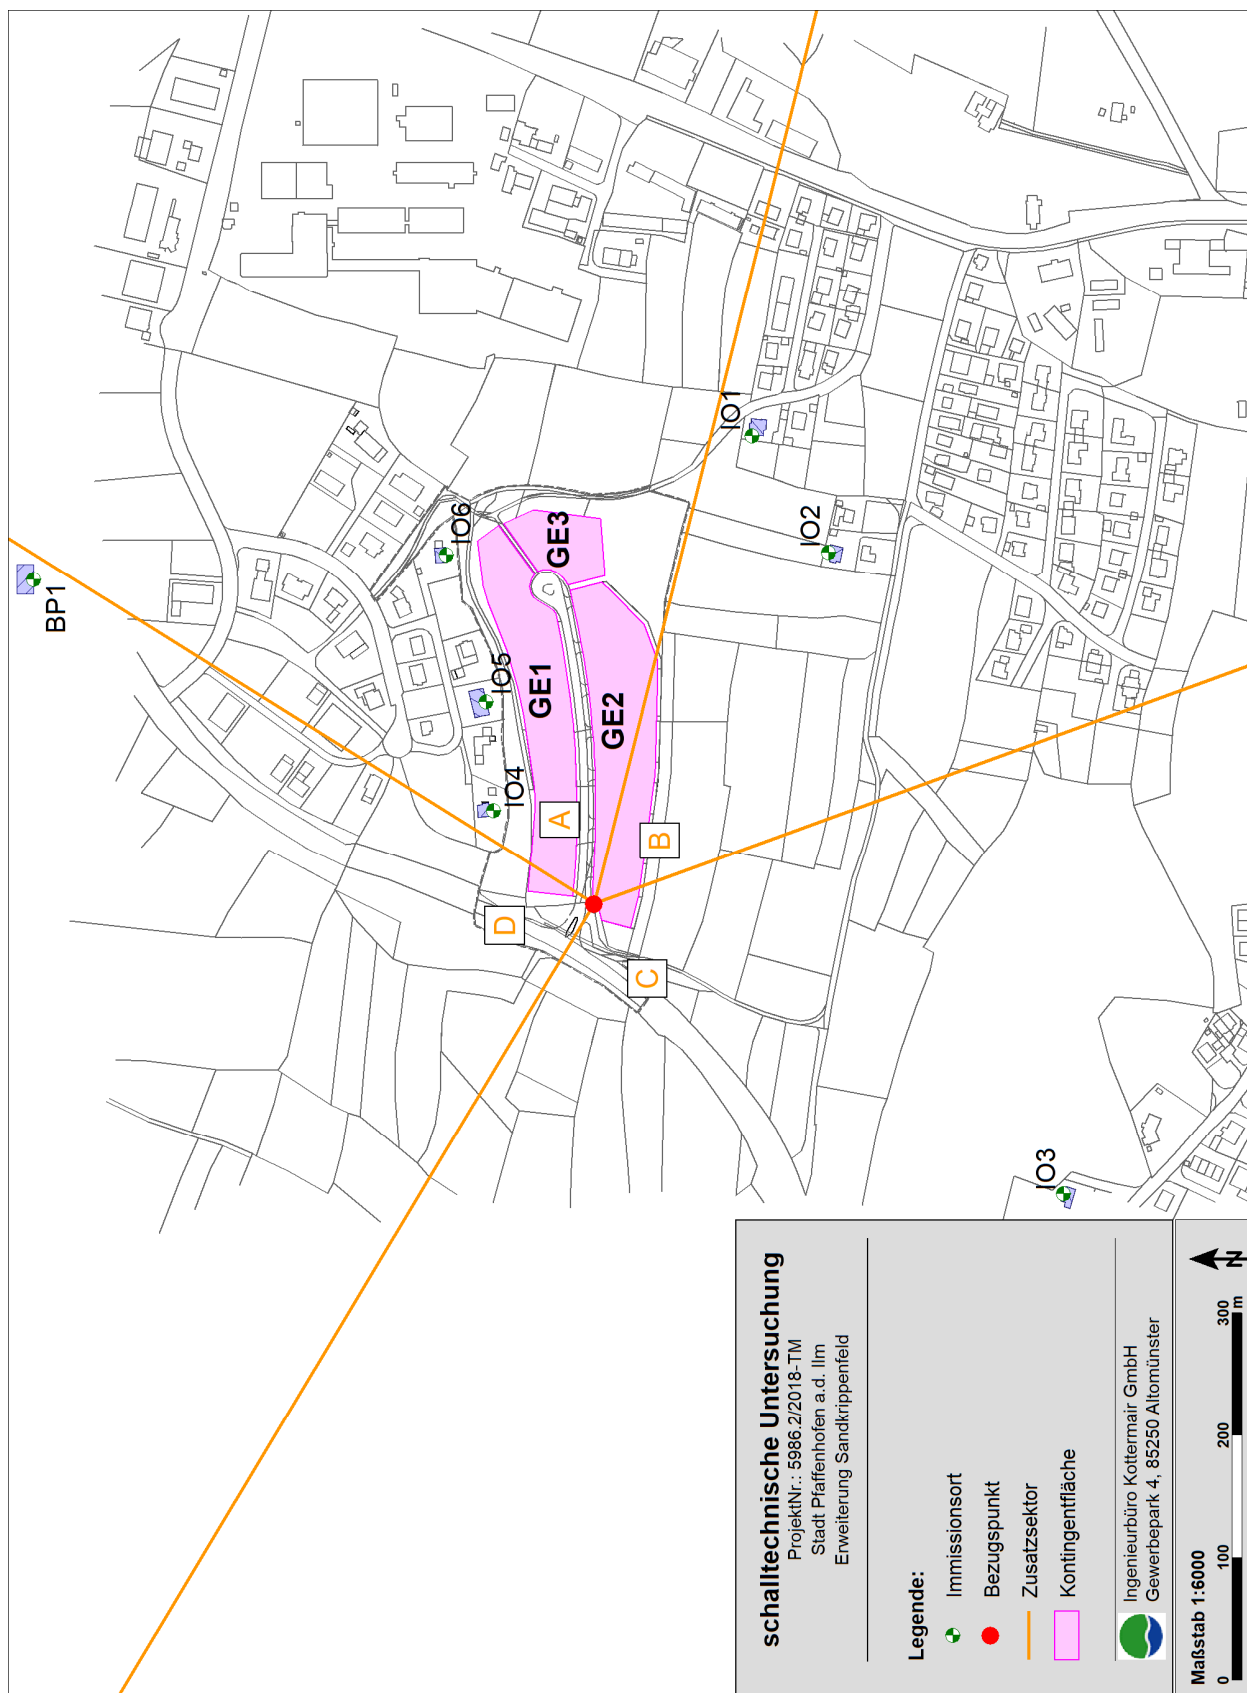 BP1
IO6
IO5
IO4
GE1
GE3
GE2
A
B
C
D
IO1
IO2
IO3
schalltechnische Untersuchung
ProjektNr.: 5986.2/2018-TM
Stadt Pfaffenhofen a.d. Ilm
Erweiterung Sandkrippenfeld
Legende:
Immissionsort
Bezugspunkt
Zusatzsektor
Kontingentfläche
Ingenieurbüro Kottermair GmbH
Gewerbepark 4, 85250 Altomünster
Maßstab 1:6000
0 100 200 300
m
N